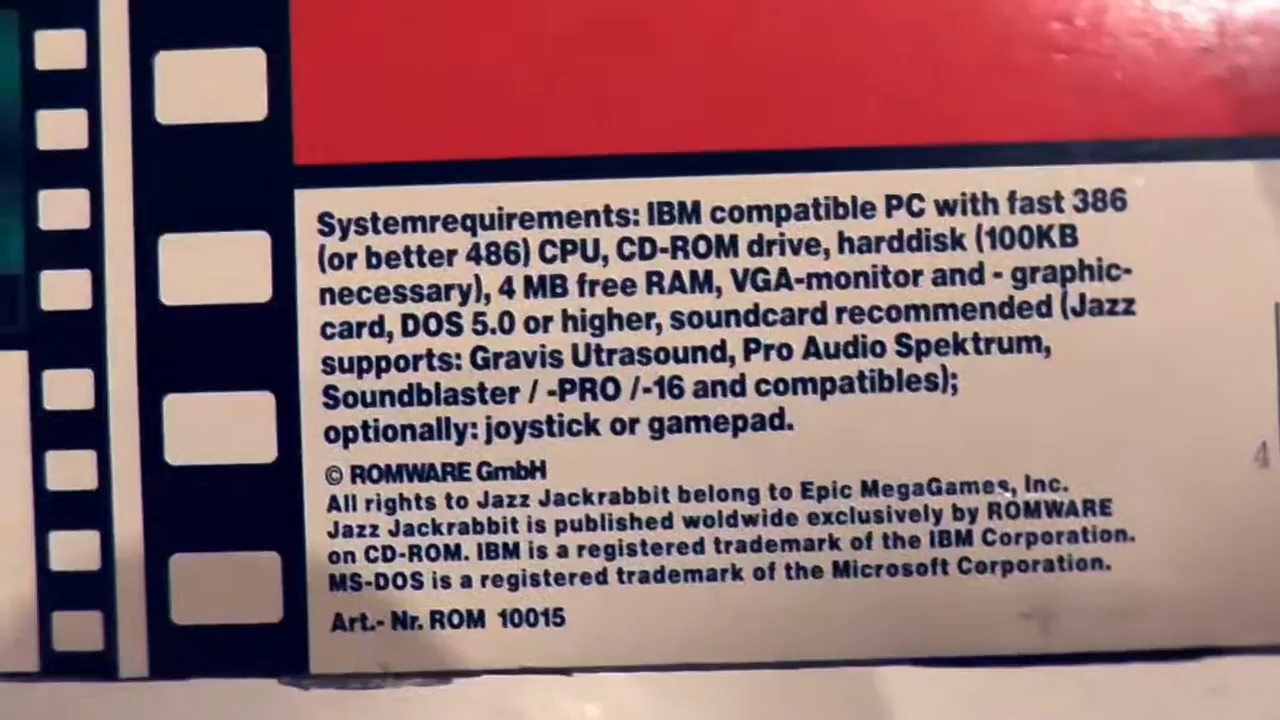 Systemrequirements: IBM compatible PC with fast 386
(or better 486) CPU, CD-ROM drive, harddisk (100KB
necessary), 4 MB free RAM, VGA-monitor and - graphic-
card, DOS 5.0 or higher, soundcard recommended (Jazz
supports: Gravis Utrasound, Pro Audio Spektrum,
Soundblaster / -PRO /-16 and compatibles);
optionally: joystick or gamepad.
© ROMWARE GmbH
All rights to Jazz Jackrabbit belong to Epic MegaGames, Inc.
Jazz Jackrabbit is published woldwide exclusively by ROMWARE
on CD-ROM. IBM is a registered trademark of the IBM Corporation.
MS-DOS is a registered trademark of the Microsoft Corporation.
Art.- Nr. ROM 10015
4